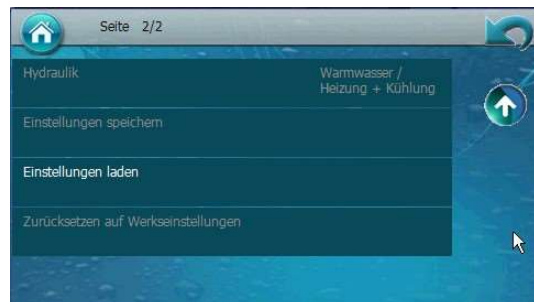 Seite 2/2
Hydraulik
Warmwasser /
Heizung + Kühlung
Einstellungen speichern
Einstellungen laden
Zurücksetzen auf Werkseinstellungen